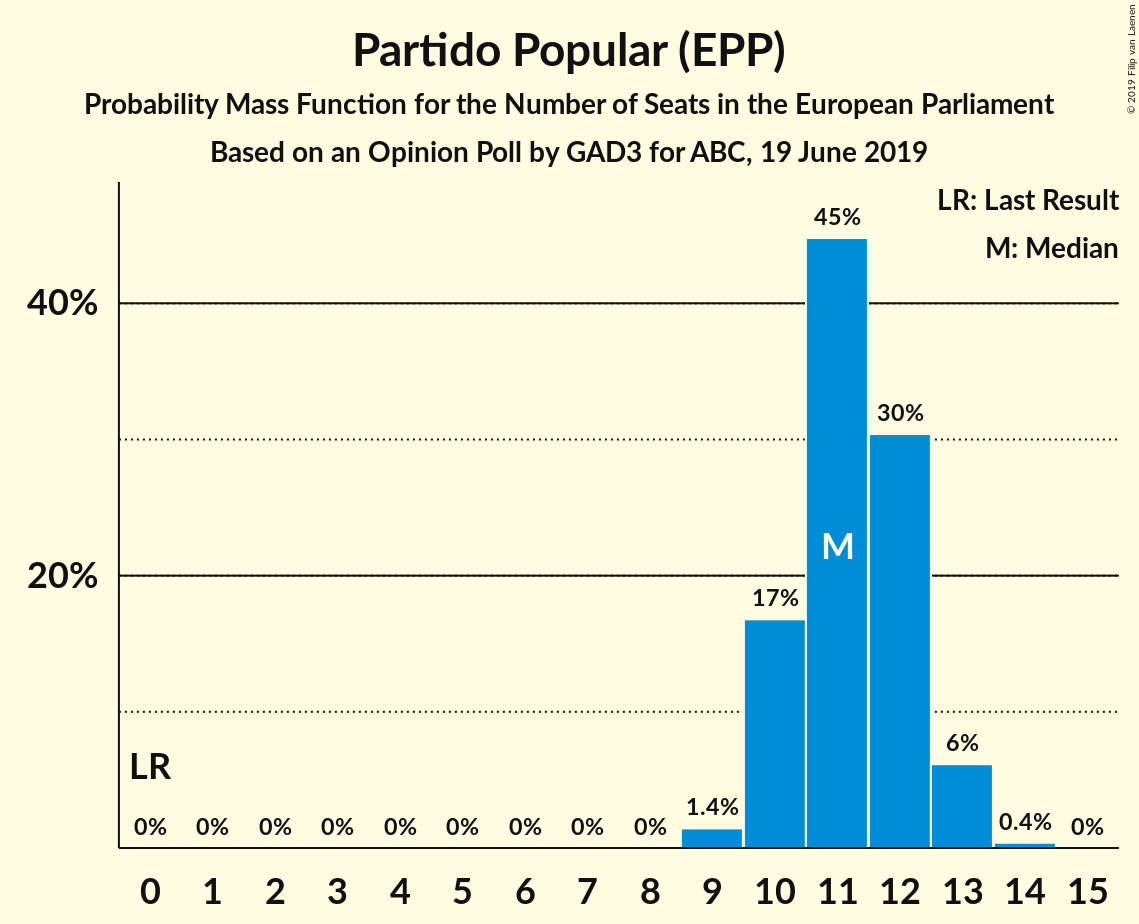 Partido Popular (EPP)
Probability Mass Function for the Number of Seats in the European Parliament
Based on an Opinion Poll by GAD3 for ABC, 19 June 2019
© 2019 Filip van Laenen
LR: Last Result
M: Median
45%
40%
30%
M
20%
17%
6%
LR
1.4%
0.4%
0% 0% 0% 0% 0% 0% 0% 0% 0% 0%
0 1 2 3 4 5 6 7 8 9 10 11 12 13 14 15